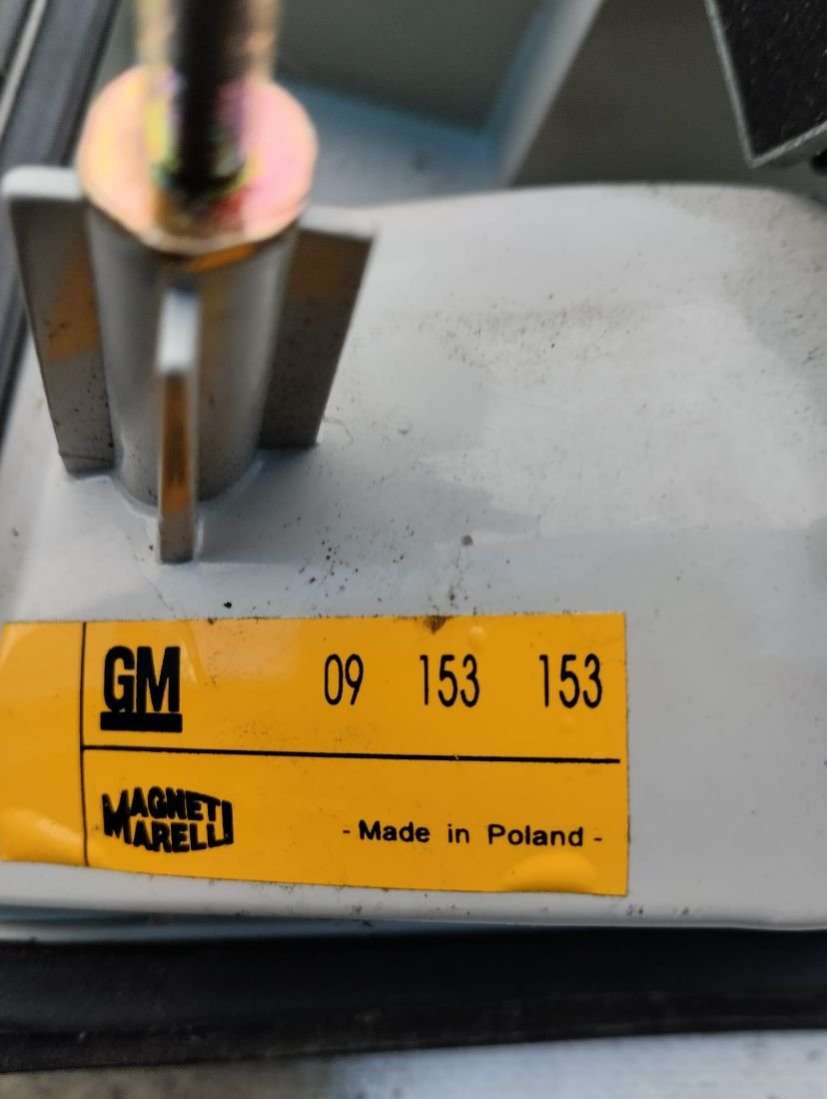 GM 09 153 153
MAGNETI
MARELLI
- Made in Poland -